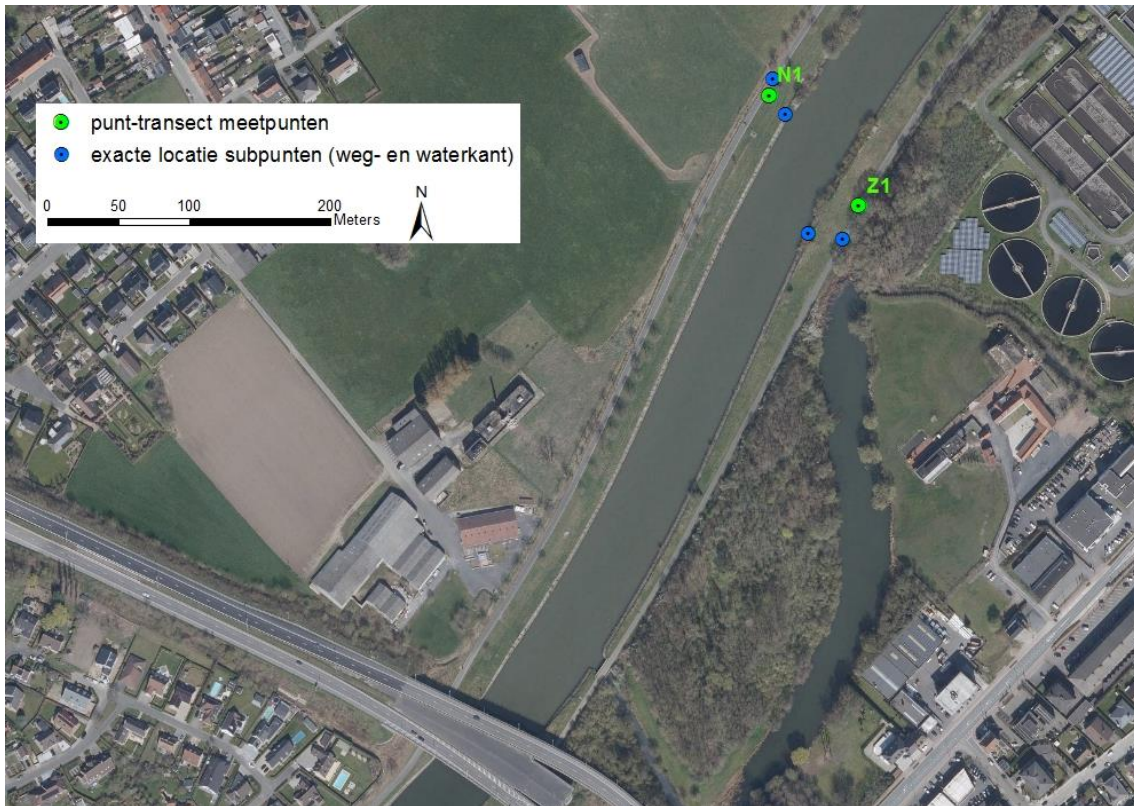 N1
punt-transect meetpunten
exacte locatie subpunten (weg- en waterkant)
0 50 100 200
Meters
N
Z1